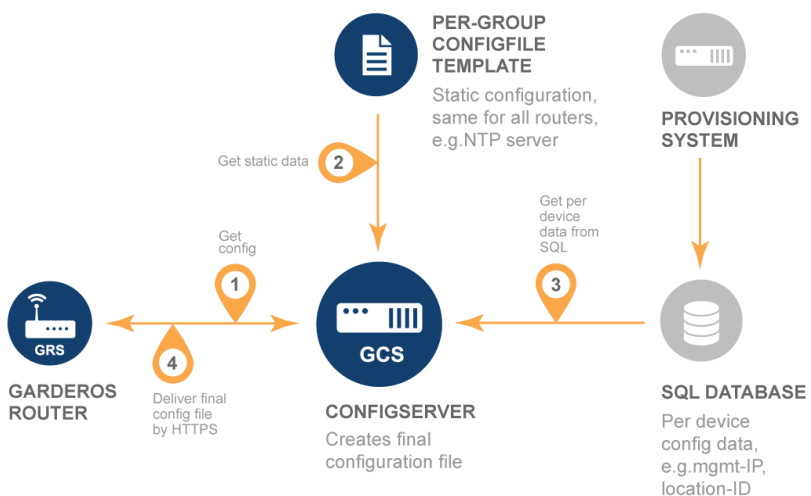 PER-GROUP
CONFIGFILE
TEMPLATE
Static configuration,
same for all routers,
e.g.NTP server
PROVISIONING
SYSTEM
Get static data
2
Get per
device
data from
SQL
3
Get
config
1
GRS
GARDEROS
ROUTER
4
Deliver final
config file
by HTTPS
GCS
CONFIGSERVER
Creates final
configuration file
SQL DATABASE
Per device
config data,
e.g.mgmt-IP,
location-ID